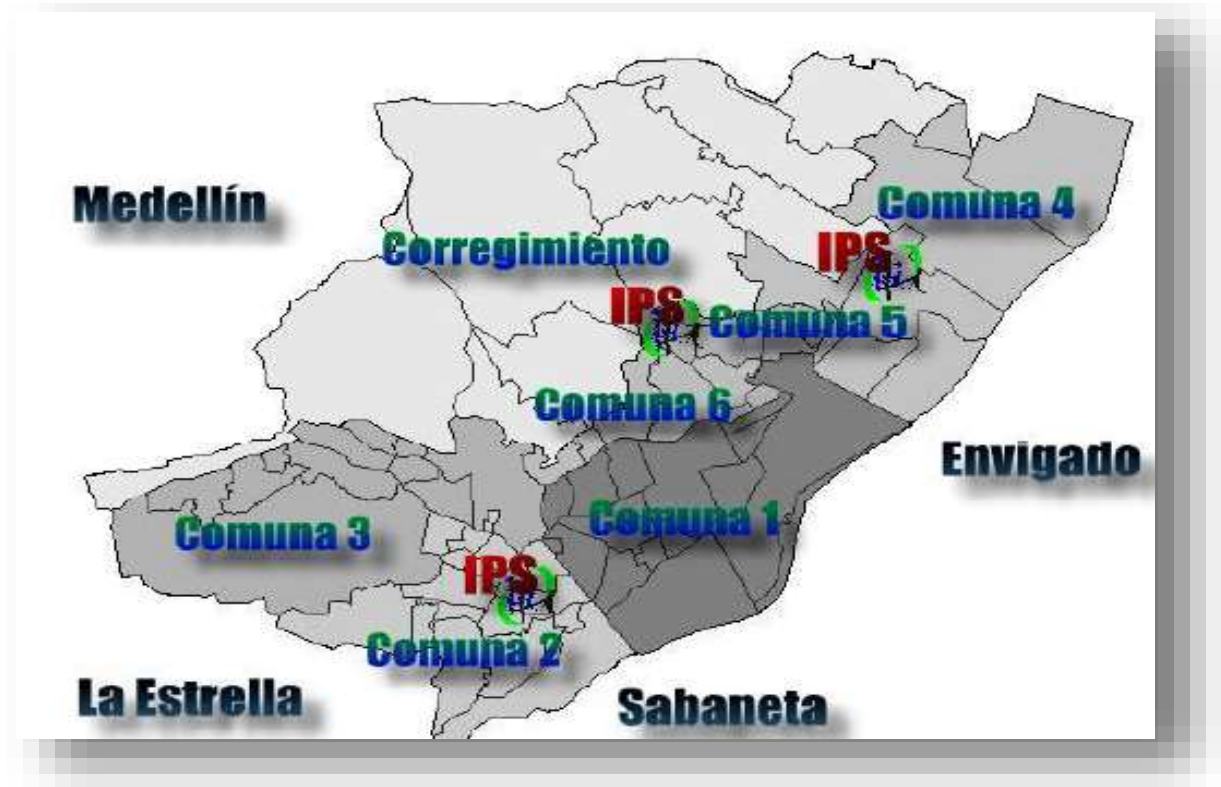 Medellín
Comuna 4
Corregimiento
IPS
IPS
Comuna 5
Comuna 6
Envigado
Comuna 3
Comuna 1
IPS
Comuna 2
La Estrella
Sabaneta